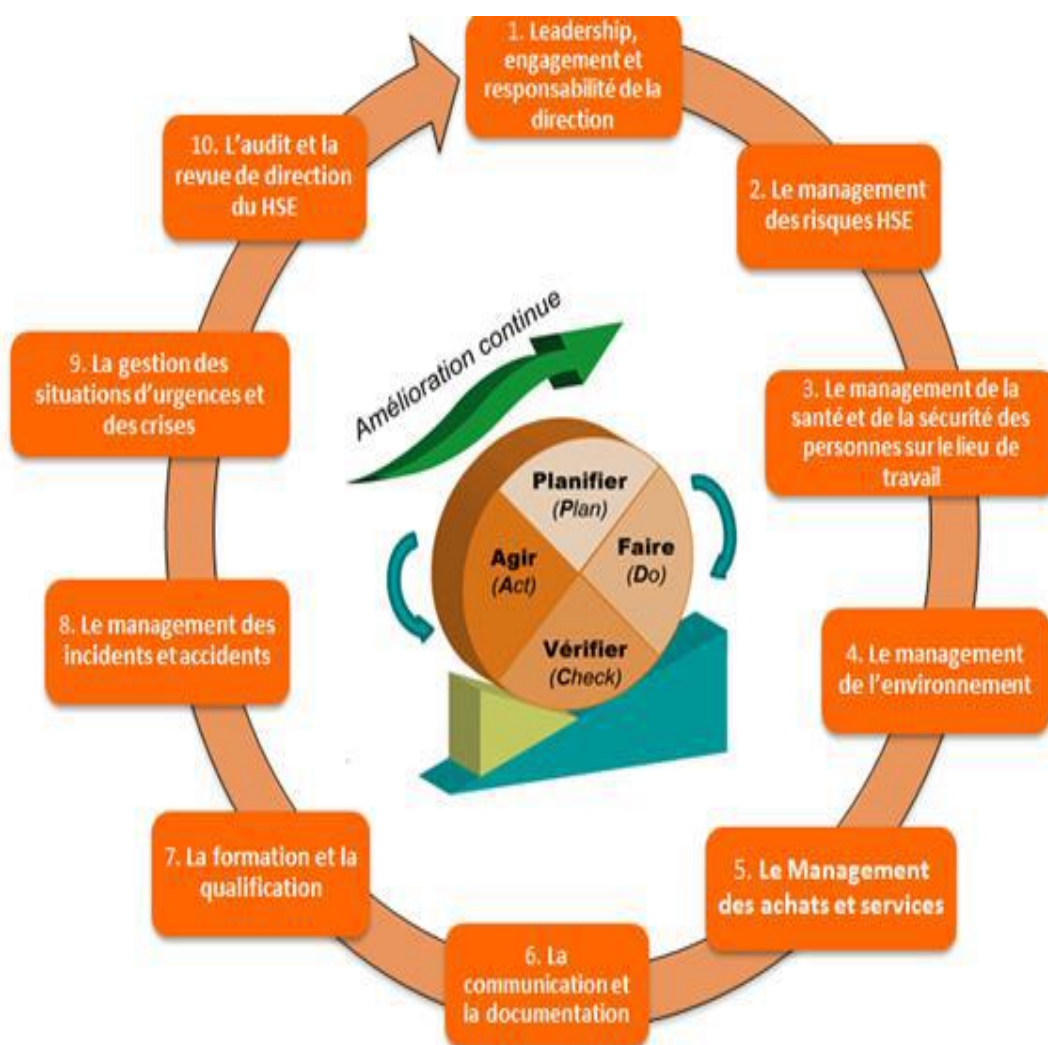 1. Leadership,
engagement et
responsabilité de la
direction
2. Le management
des risques HSE
3. Le management de la
santé et de la sécurité des
personnes sur le lieu de
travail
4. Le management
de l'environnement
5. Le Management
des achats et services
6. La
communication et
la documentation
7. La formation et la
qualification
8. Le management des
incidents et accidents
9. La gestion des
situations d'urgences et
des crises
10. L'audit et la
revue de direction
du HSE
Amélioration continue
Planifier
(Plan)
Faire
(Do)
Vérifier
(Check)
Agir
(Act)